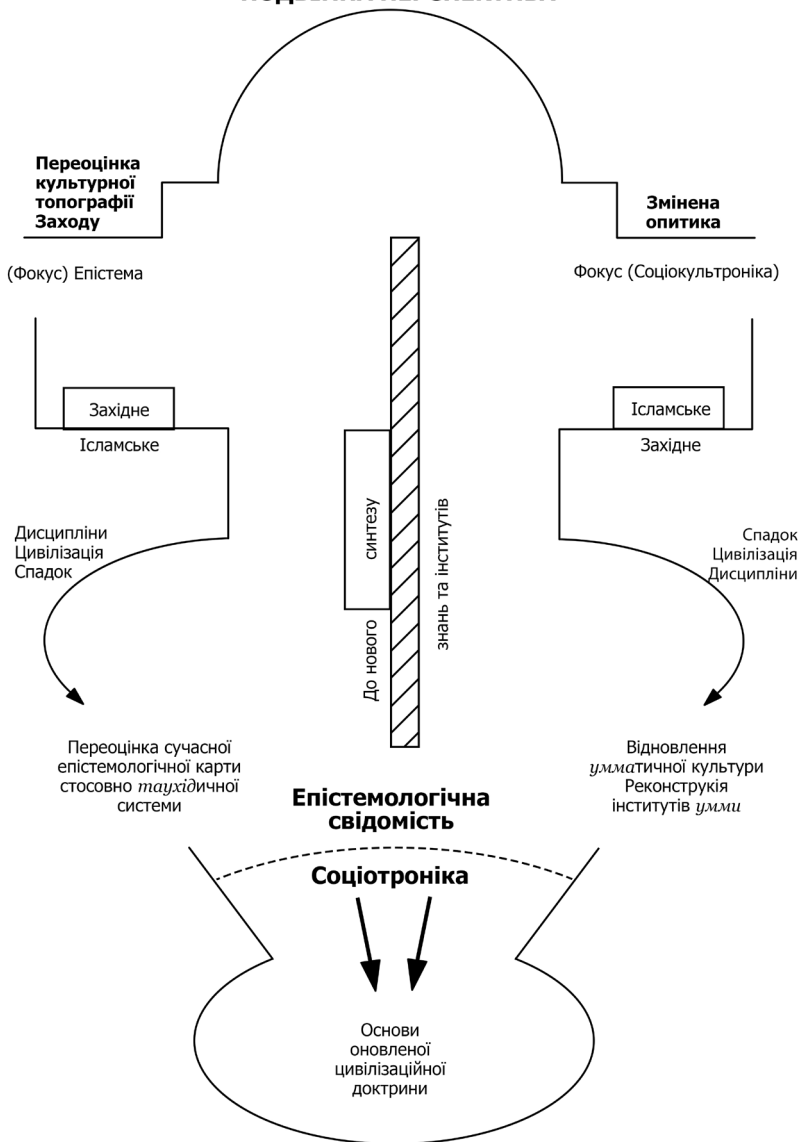 Переоцінка
культурної
топографії
Заходу
Змінена
опитика
(Фокус) Епістема
Фокус (Соціокультроніка)
Західне
Ісламське
Ісламське
Західне
Дисципліни
Цивілізація
Спадок
До нового синтезу
знань та інститутів
Спадок
Цивілізація
Дисципліни
Переоцінка сучасної
епістемологічної карти
стосовно таухідичної
системи
Відновлення
умматичної культури
Реконструкія
інститутів умми
Епістемологічна
свідомість
Соціотроніка
Основи
оновленої
цивілізаційної
доктрини